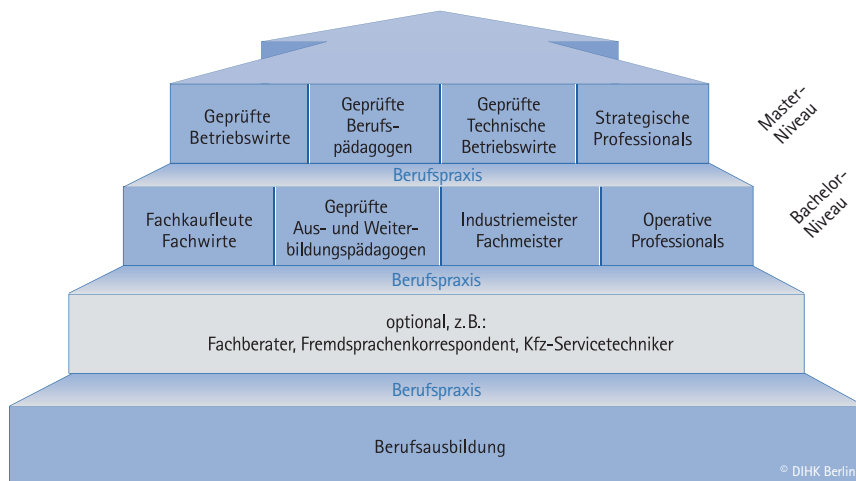 Geprüfte
Betriebswirte
Geprüfte
Berufs-
pädagogen
Geprüfte
Technische
Betriebswirte
Strategische
Professionals
Master-
Niveau
Berufspraxis
Fachkaufleute
Fachwirte
Geprüfte
Aus- und Weiter-
bildungspädagogen
Industriemeister
Fachmeister
Operative
Professionals
Bachelor-
Niveau
Berufspraxis
optional, z.B.:
Fachberater, Fremdsprachenkorrespondent, Kfz-Servicetechniker
Berufspraxis
Berufsausbildung
© DIHK Berlin